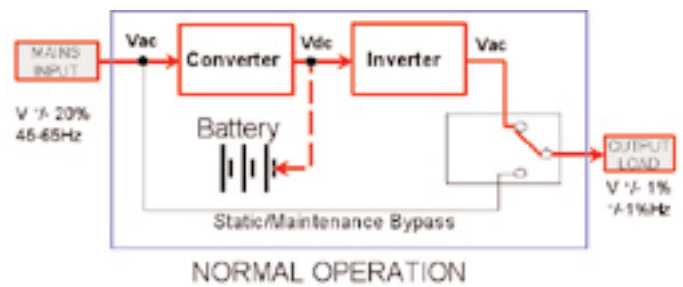 MAINS
INPUT
Vac
Converter
Vdc
Inverter
Vac
V +/- 20%
45-65Hz
Battery
OUTPUT
LOAD
V +/- 1%
+/-1%Hz
Static/Maintenance Bypass
NORMAL OPERATION